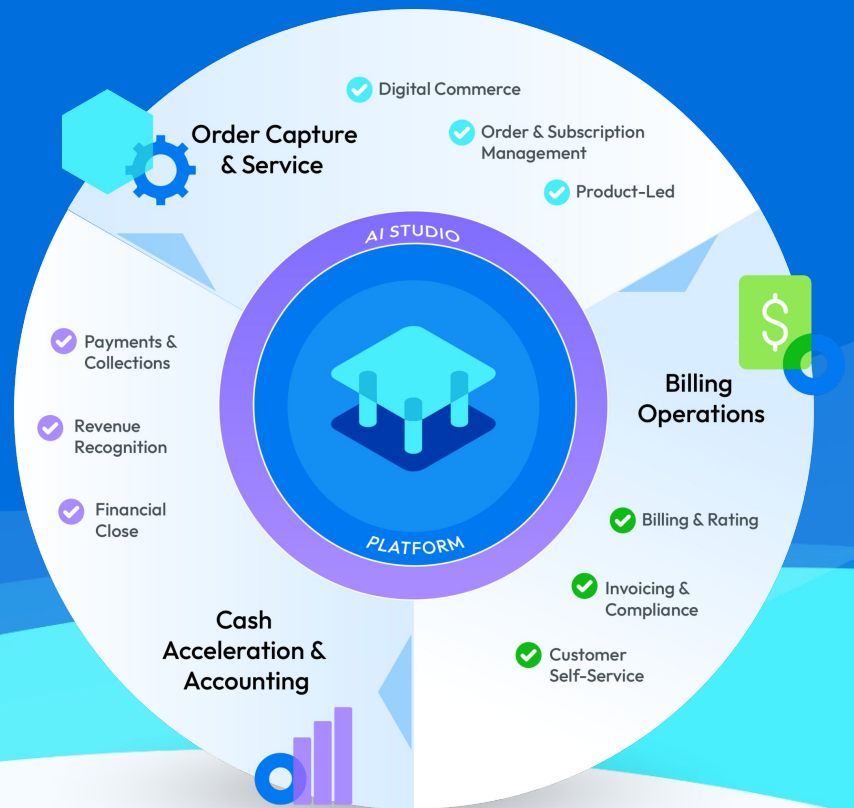 Order Capture
& Service
Digital Commerce
Order & Subscription
Management
Product-Led
AI STUDIO
PLATFORM
$
Billing
Operations
Billing & Rating
Invoicing &
Compliance
Customer
Self-Service
Cash
Acceleration &
Accounting
Payments &
Collections
Revenue
Recognition
Financial
Close